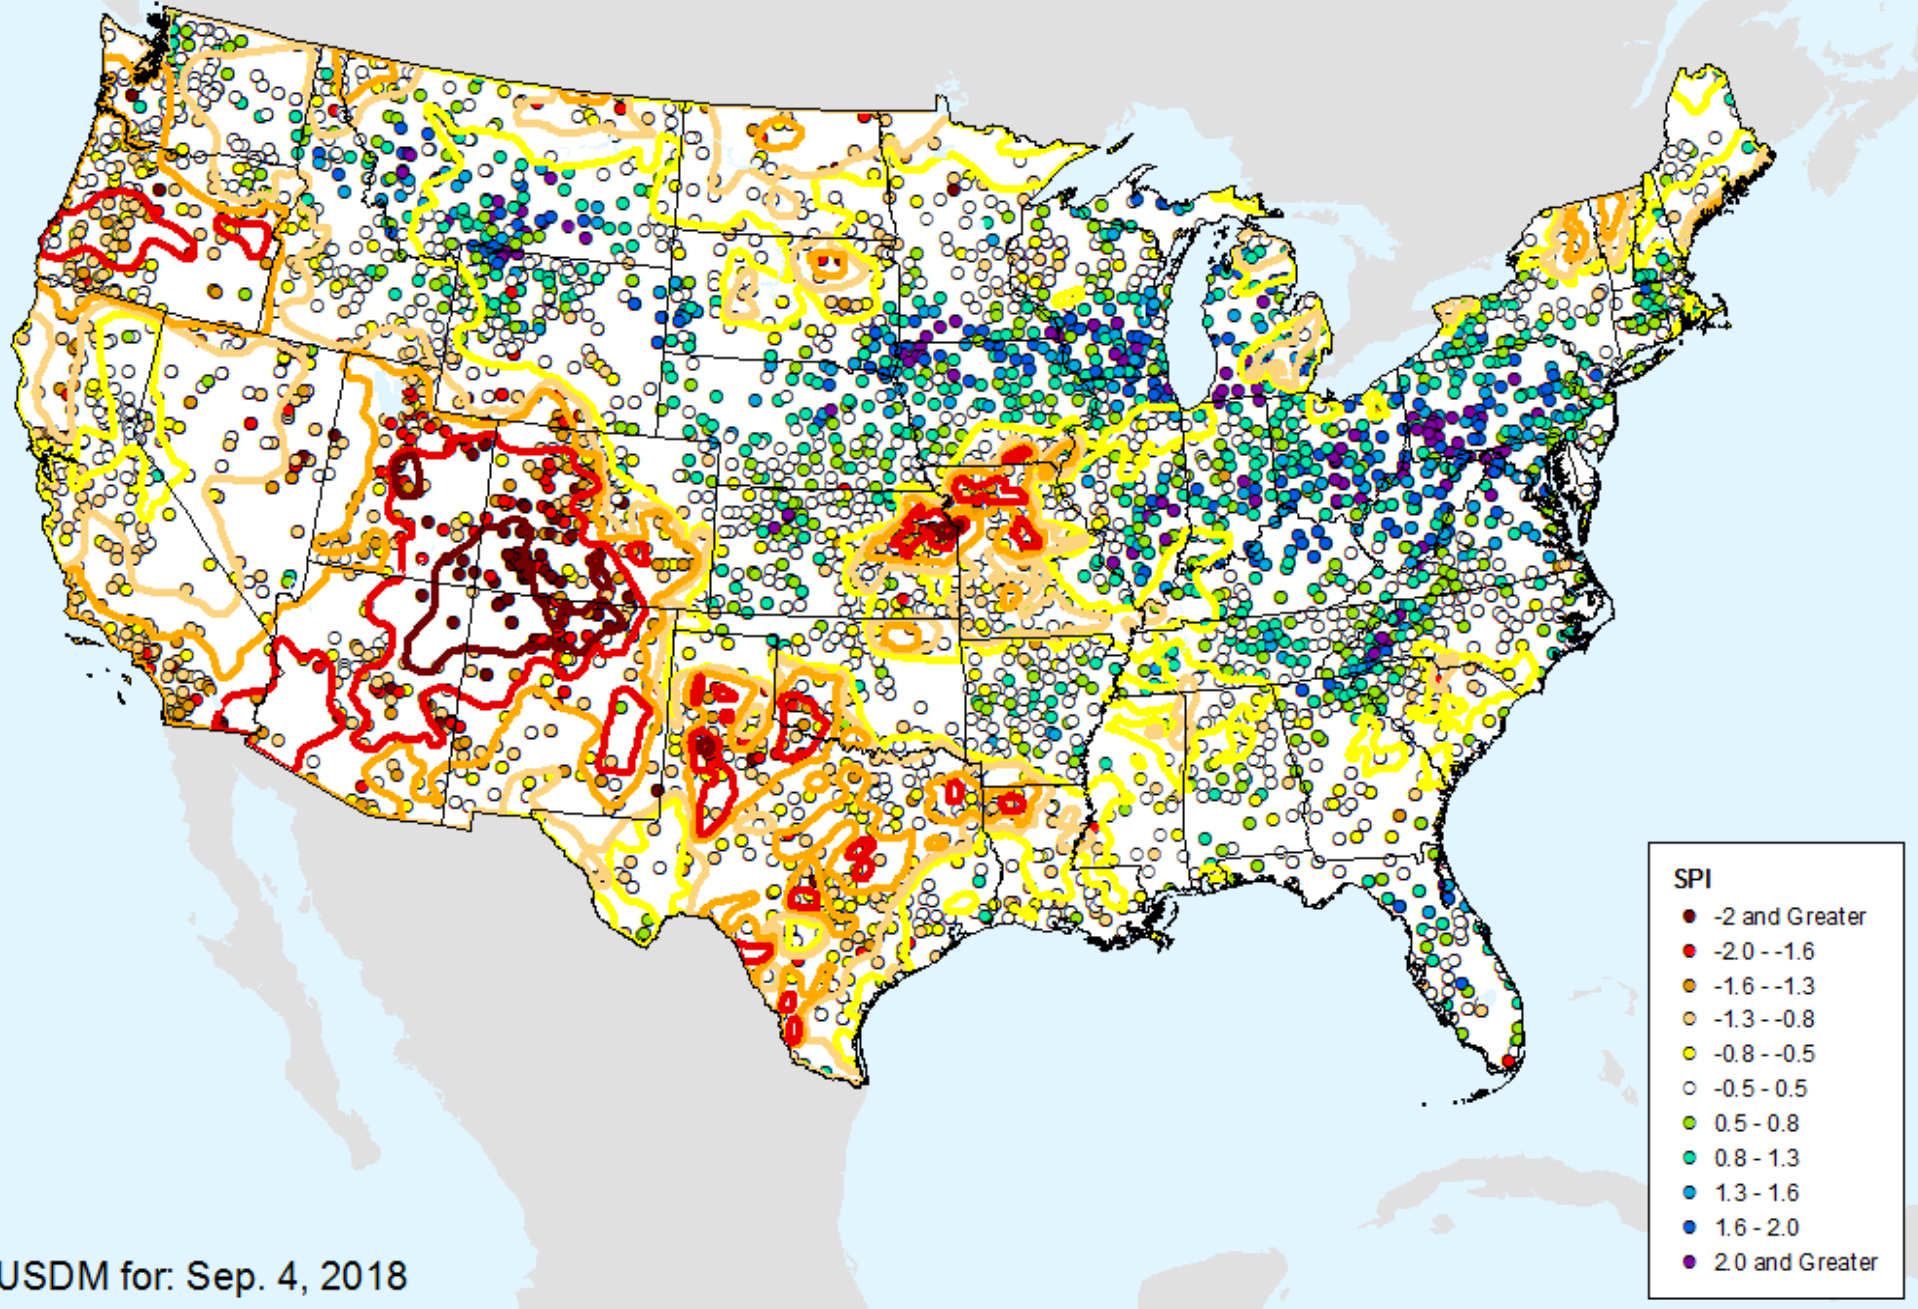 SPI
-2 and Greater
-2.0 - -1.6
-1.6 - -1.3
-1.3 - -0.8
-0.8 - -0.5
-0.5 - 0.5
0.5 - 0.8
0.8 - 1.3
1.3 - 1.6
1.6 - 2.0
2.0 and Greater
USDM for: Sep. 4, 2018